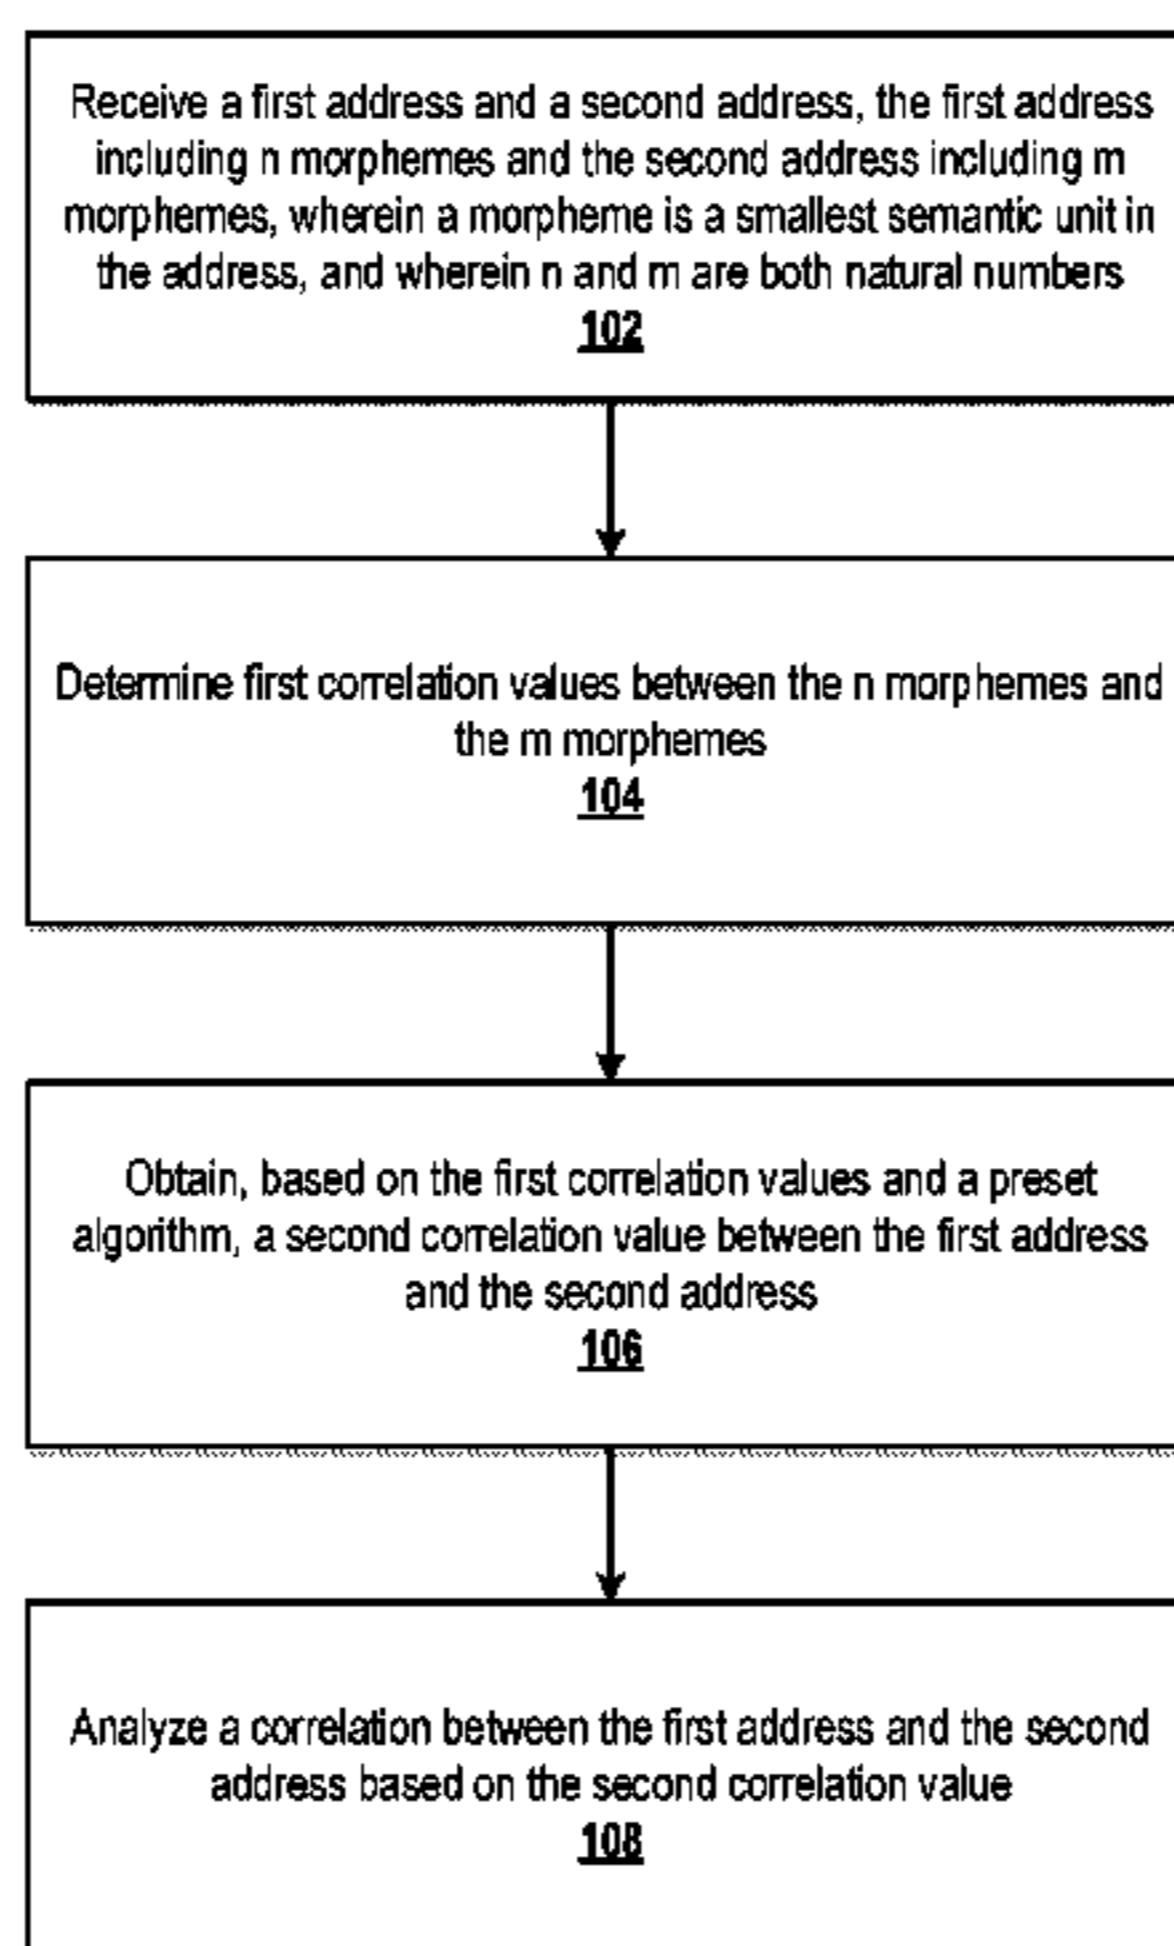 Receive a first address and a second address, the first address
including n morphemes and the second address including m
morphemes, wherein a morpheme is a smallest semantic unit in
the address, and wherein n and m are both natural numbers
102
Determine first correlation values between the n morphemes and
the m morphemes
104
Obtain, based on the first correlation values and a preset
algorithm, a second correlation value between the first address
and the second address
106
Analyze a correlation between the first address and the second
address based on the second correlation value
108